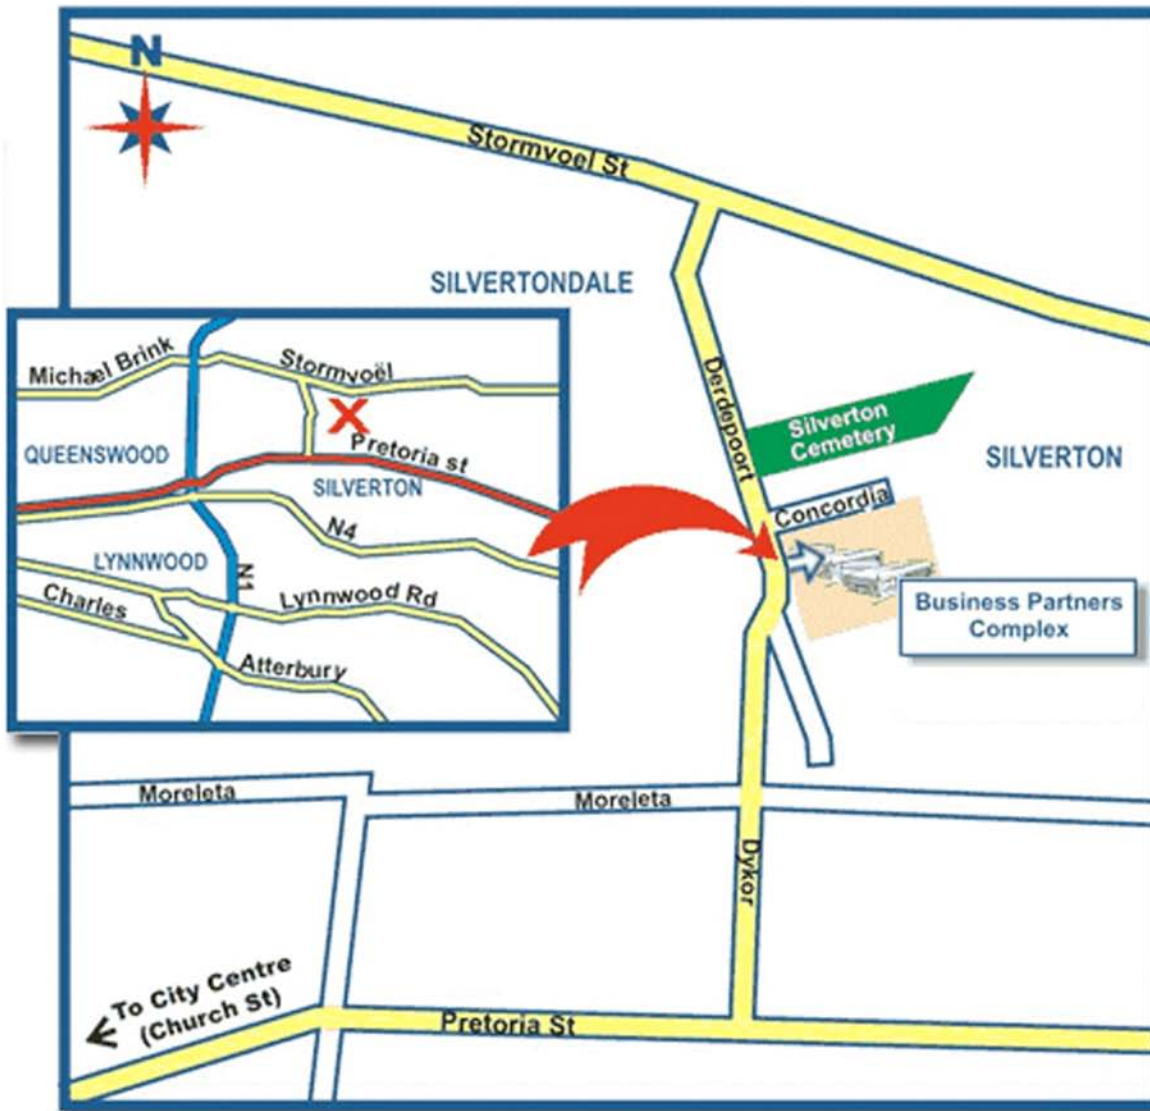 N
Stormvoel St
SILVERTONDALE
Derdepoort
Silverton
Cemetery
SILVERTON
Concordia
Business Partners
Complex
Michael Brink
Stormvoël
QUEENSWOOD
Pretoria st
SILVERTON
N4
LYNNWOOD
N1
Charles
Lynnwood Rd
Atterbury
Moreleta
Moreleta
Dykor
To City Centre
(Church St)
Pretoria St